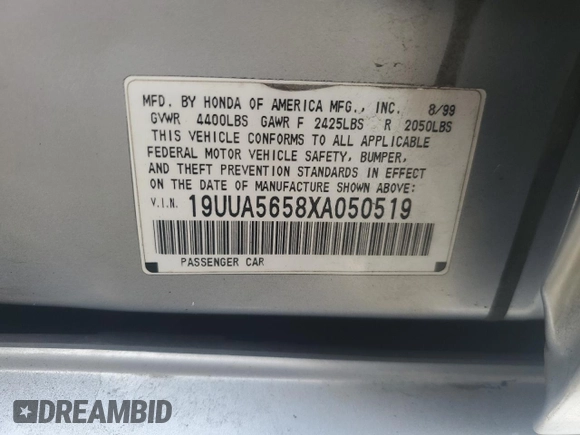 MFD. BY HONDA OF AMERICA MFG., INC. 8/99
GVWR 4400LBS GAWR F 2425LBS R 2050LBS
THIS VEHICLE CONFORMS TO ALL APPLICABLE
FEDERAL MOTOR VEHICLE SAFETY, BUMPER,
AND THEFT PREVENTION STANDARDS IN EFFECT
ON THE DATE OF MANUFACTURE SHOWN ABOVE:
V.I.N. 19UUA5658XA050519
PASSENGER CAR
DREAMBID